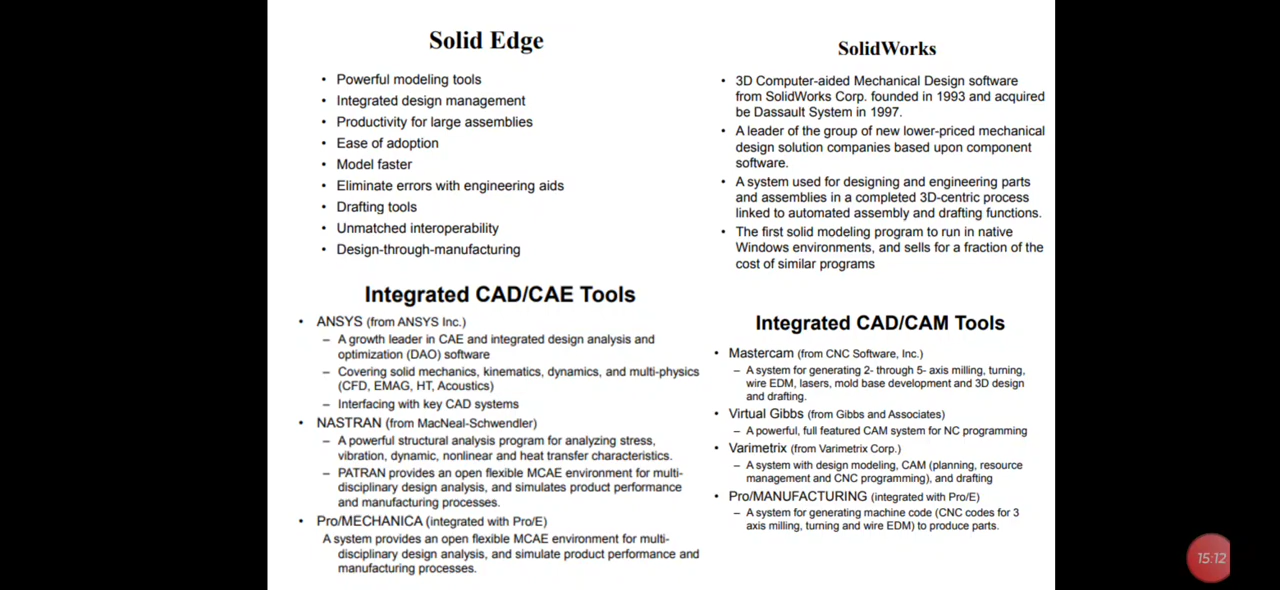 Solid Edge
• Powerful modeling tools
• Integrated design management
• Productivity for large assemblies
• Ease of adoption
• Model faster
• Eliminate errors with engineering aids
• Drafting tools
• Unmatched interoperability
• Design-through-manufacturing
SolidWorks
• 3D Computer-aided Mechanical Design software
from SolidWorks Corp. founded in 1993 and acquired
be Dassault System in 1997.
• A leader of the group of new lower-priced mechanical
design solution companies based upon component
software.
• A system used for designing and engineering parts
and assemblies in a completed 3D-centric process
linked to automated assembly and drafting functions.
• The first solid modeling program to run in native
Windows environments, and sells for a fraction of the
cost of similar programs
Integrated CAD/CAE Tools
• ANSYS (from ANSYS Inc.)
– A growth leader in CAE and integrated design analysis and
optimization (DAO) software
– Covering solid mechanics, kinematics, dynamics, and multi-physics
(CFD, EMAG, HT, Acoustics)
– Interfacing with key CAD systems
• NASTRAN (from MacNeal-Schwendler)
– A powerful structural analysis program for analyzing stress,
vibration, dynamic, nonlinear and heat transfer characteristics.
– PATRAN provides an open flexible MCAE environment for multi-
disciplinary design analysis, and simulates product performance
and manufacturing processes.
• Pro/MECHANICA (integrated with Pro/E)
A system provides an open flexible MCAE environment for multi-
disciplinary design analysis, and simulate product performance and
manufacturing processes.
Integrated CAD/CAM Tools
• Mastercam (from CNC Software, Inc.)
– A system for generating 2- through 5- axis milling, turning,
wire EDM, lasers, mold base development and 3D design
and drafting.
• Virtual Gibbs (from Gibbs and Associates)
– A powerful, full featured CAM system for NC programming
• Varimetrix (from Varimetrix Corp.)
– A system with design modeling, CAM (planning, resource
management and CNC programming), and drafting
• Pro/MANUFACTURING (integrated with Pro/E)
– A system for generating machine code (CNC codes for 3
axis milling, turning and wire EDM) to produce parts.
15:12